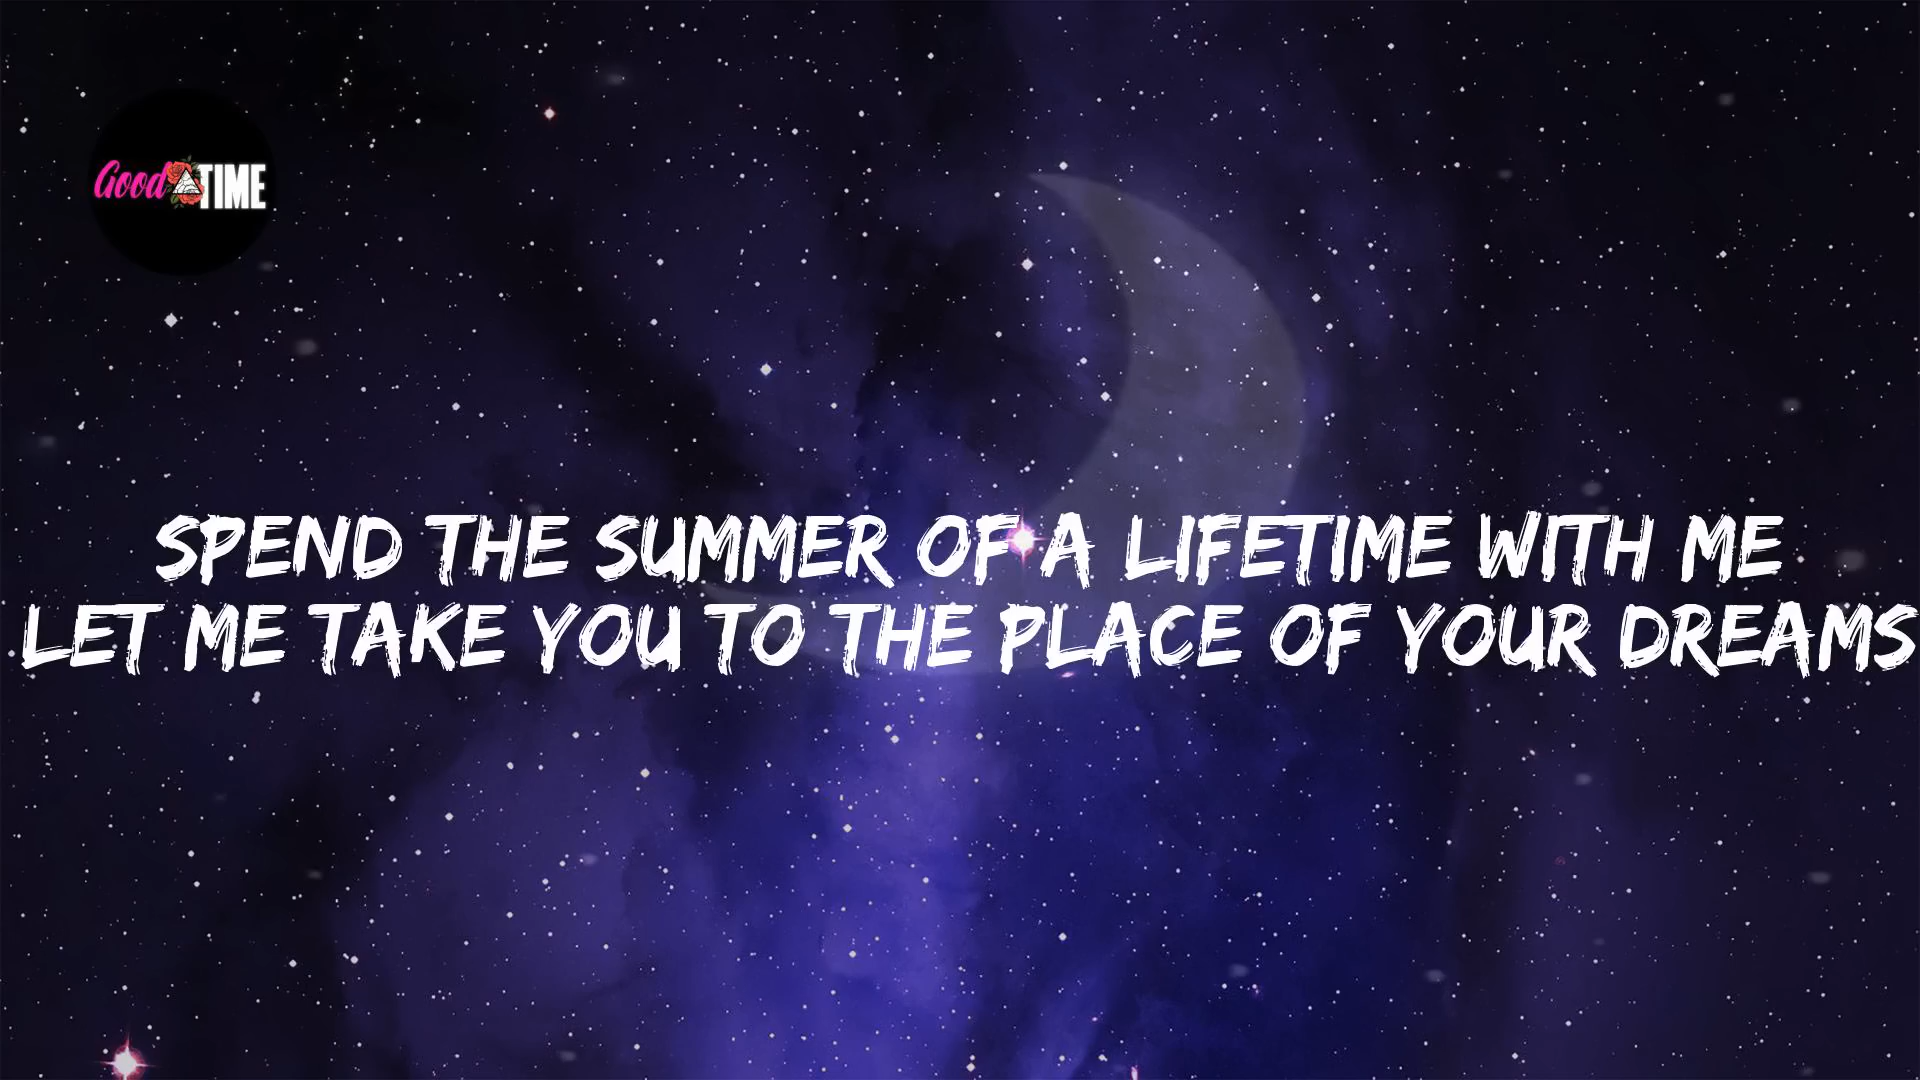 Good TIME
SPEND THE SUMMER OF A LIFETIME WITH ME
LET ME TAKE YOU TO THE PLACE OF YOUR DREAMS